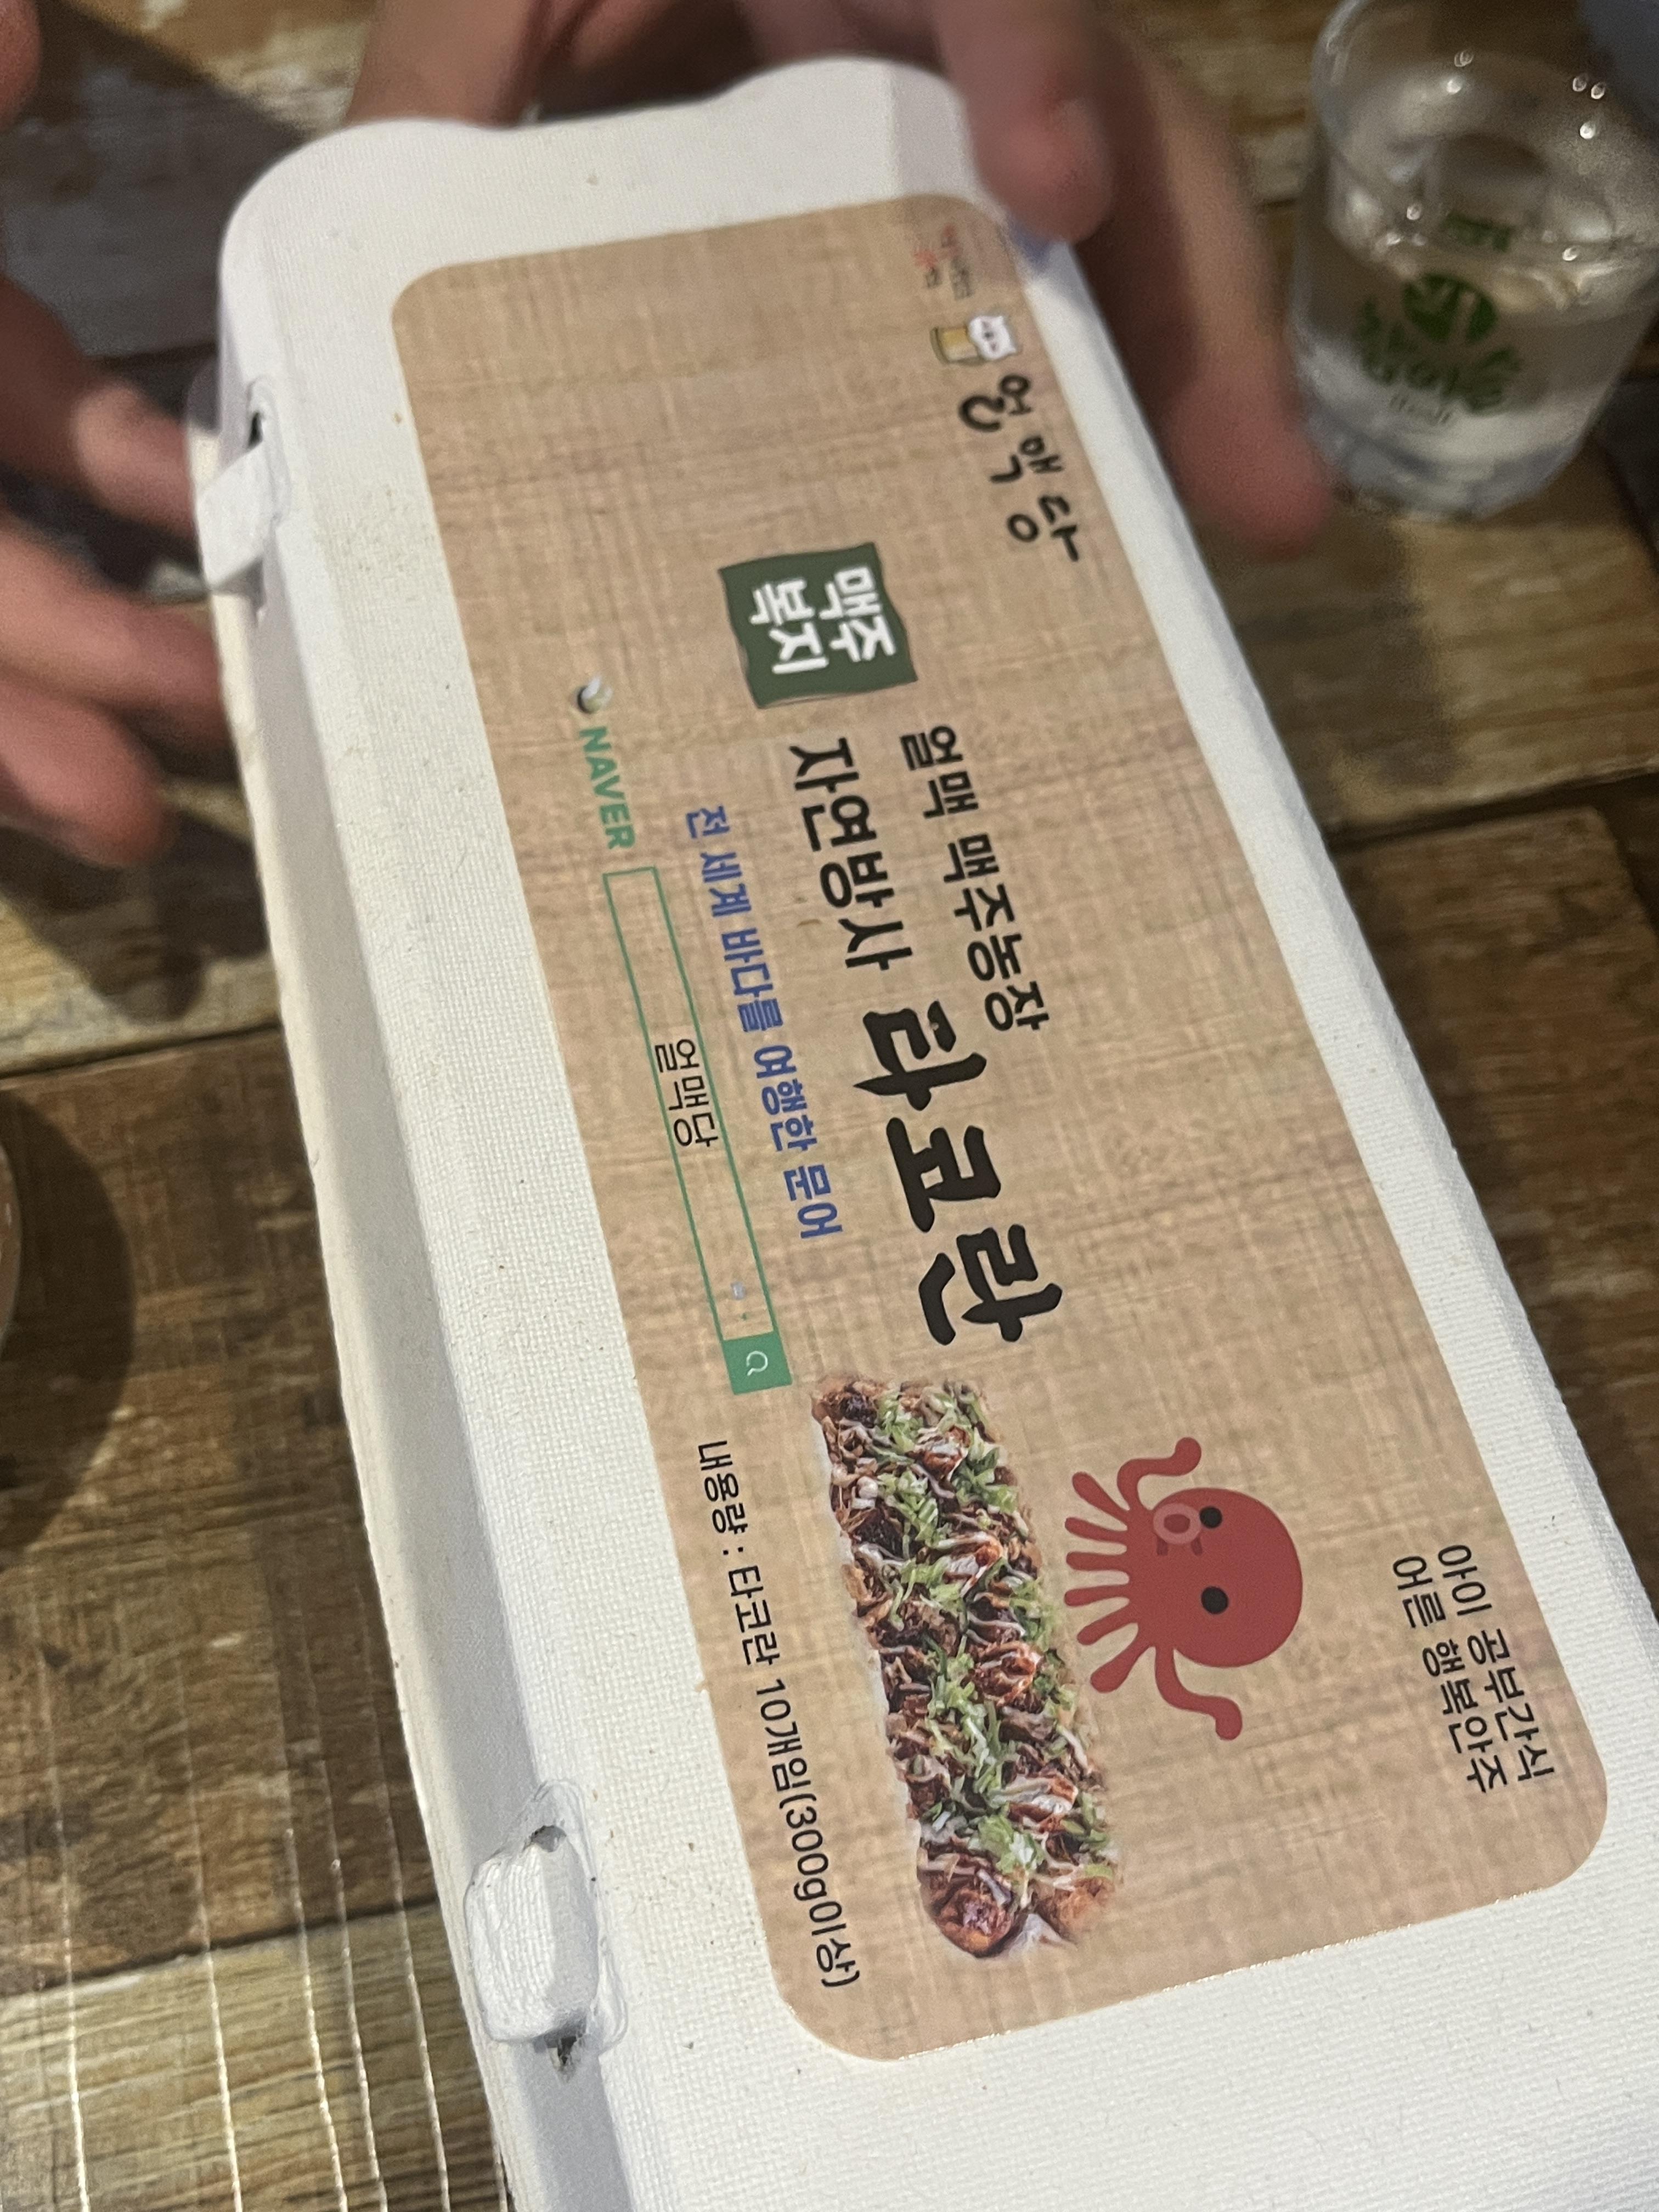 얼맥당
맥주
복지
얼맥 맥주농장
자연방사 타코란
전 세계 바다를 여행한 문어
NAVER 얼맥당
아이 공부간식
어른 행복안주
내용량 : 타코란 10개임(300g이상)